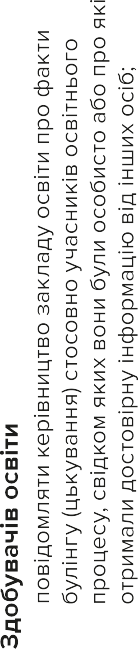 Здобувачів освіти
повідомляти керівництво закладу освіти про факти
булінгу (цькування) стосовно учасників освітнього
процесу, свідком яких вони були особисто або про які
отримали достовірну інформацію від інших осіб;